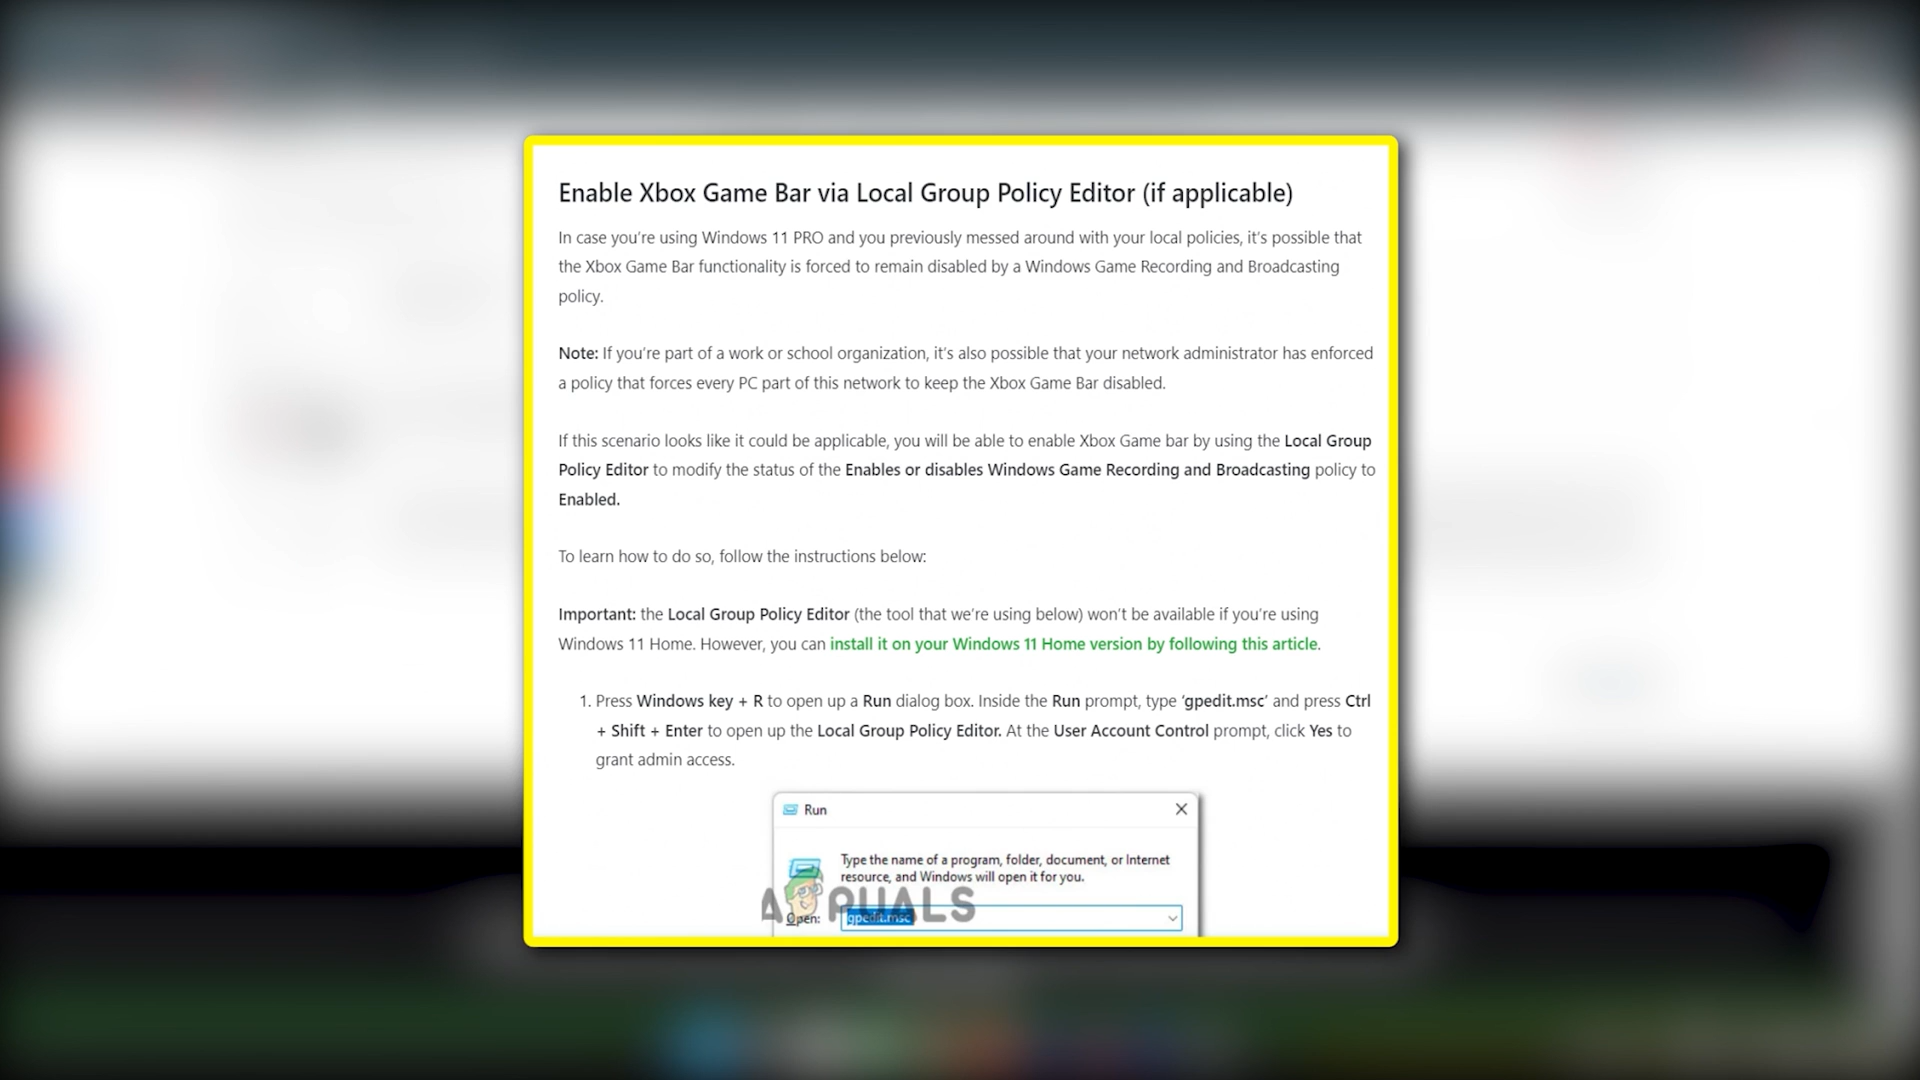 Enable Xbox Game Bar via Local Group Policy Editor (if applicable)
In case you're using Windows 11 PRO and you previously messed around with your local policies, it's possible that
the Xbox Game Bar functionality is forced to remain disabled by a Windows Game Recording and Broadcasting
policy.
Note: If you're part of a work or school organization, it's also possible that your network administrator has enforced
a policy that forces every PC part of this network to keep the Xbox Game Bar disabled.
If this scenario looks like it could be applicable, you will be able to enable Xbox Game bar by using the Local Group
Policy Editor to modify the status of the Enables or disables Windows Game Recording and Broadcasting policy to
Enabled.
To learn how to do so, follow the instructions below:
Important: the Local Group Policy Editor (the tool that we're using below) won't be available if you're using
Windows 11 Home. However, you can install it on your Windows 11 Home version by following this article.
1. Press Windows key + R to open up a Run dialog box. Inside the Run prompt, type ‘gpedit.msc’ and press Ctrl
+ Shift + Enter to open up the Local Group Policy Editor. At the User Account Control prompt, click Yes to
grant admin access.
Run
Type the name of a program, folder, document, or Internet
resource, and Windows will open it for you.
A PUALS
Open: gpedit.msc